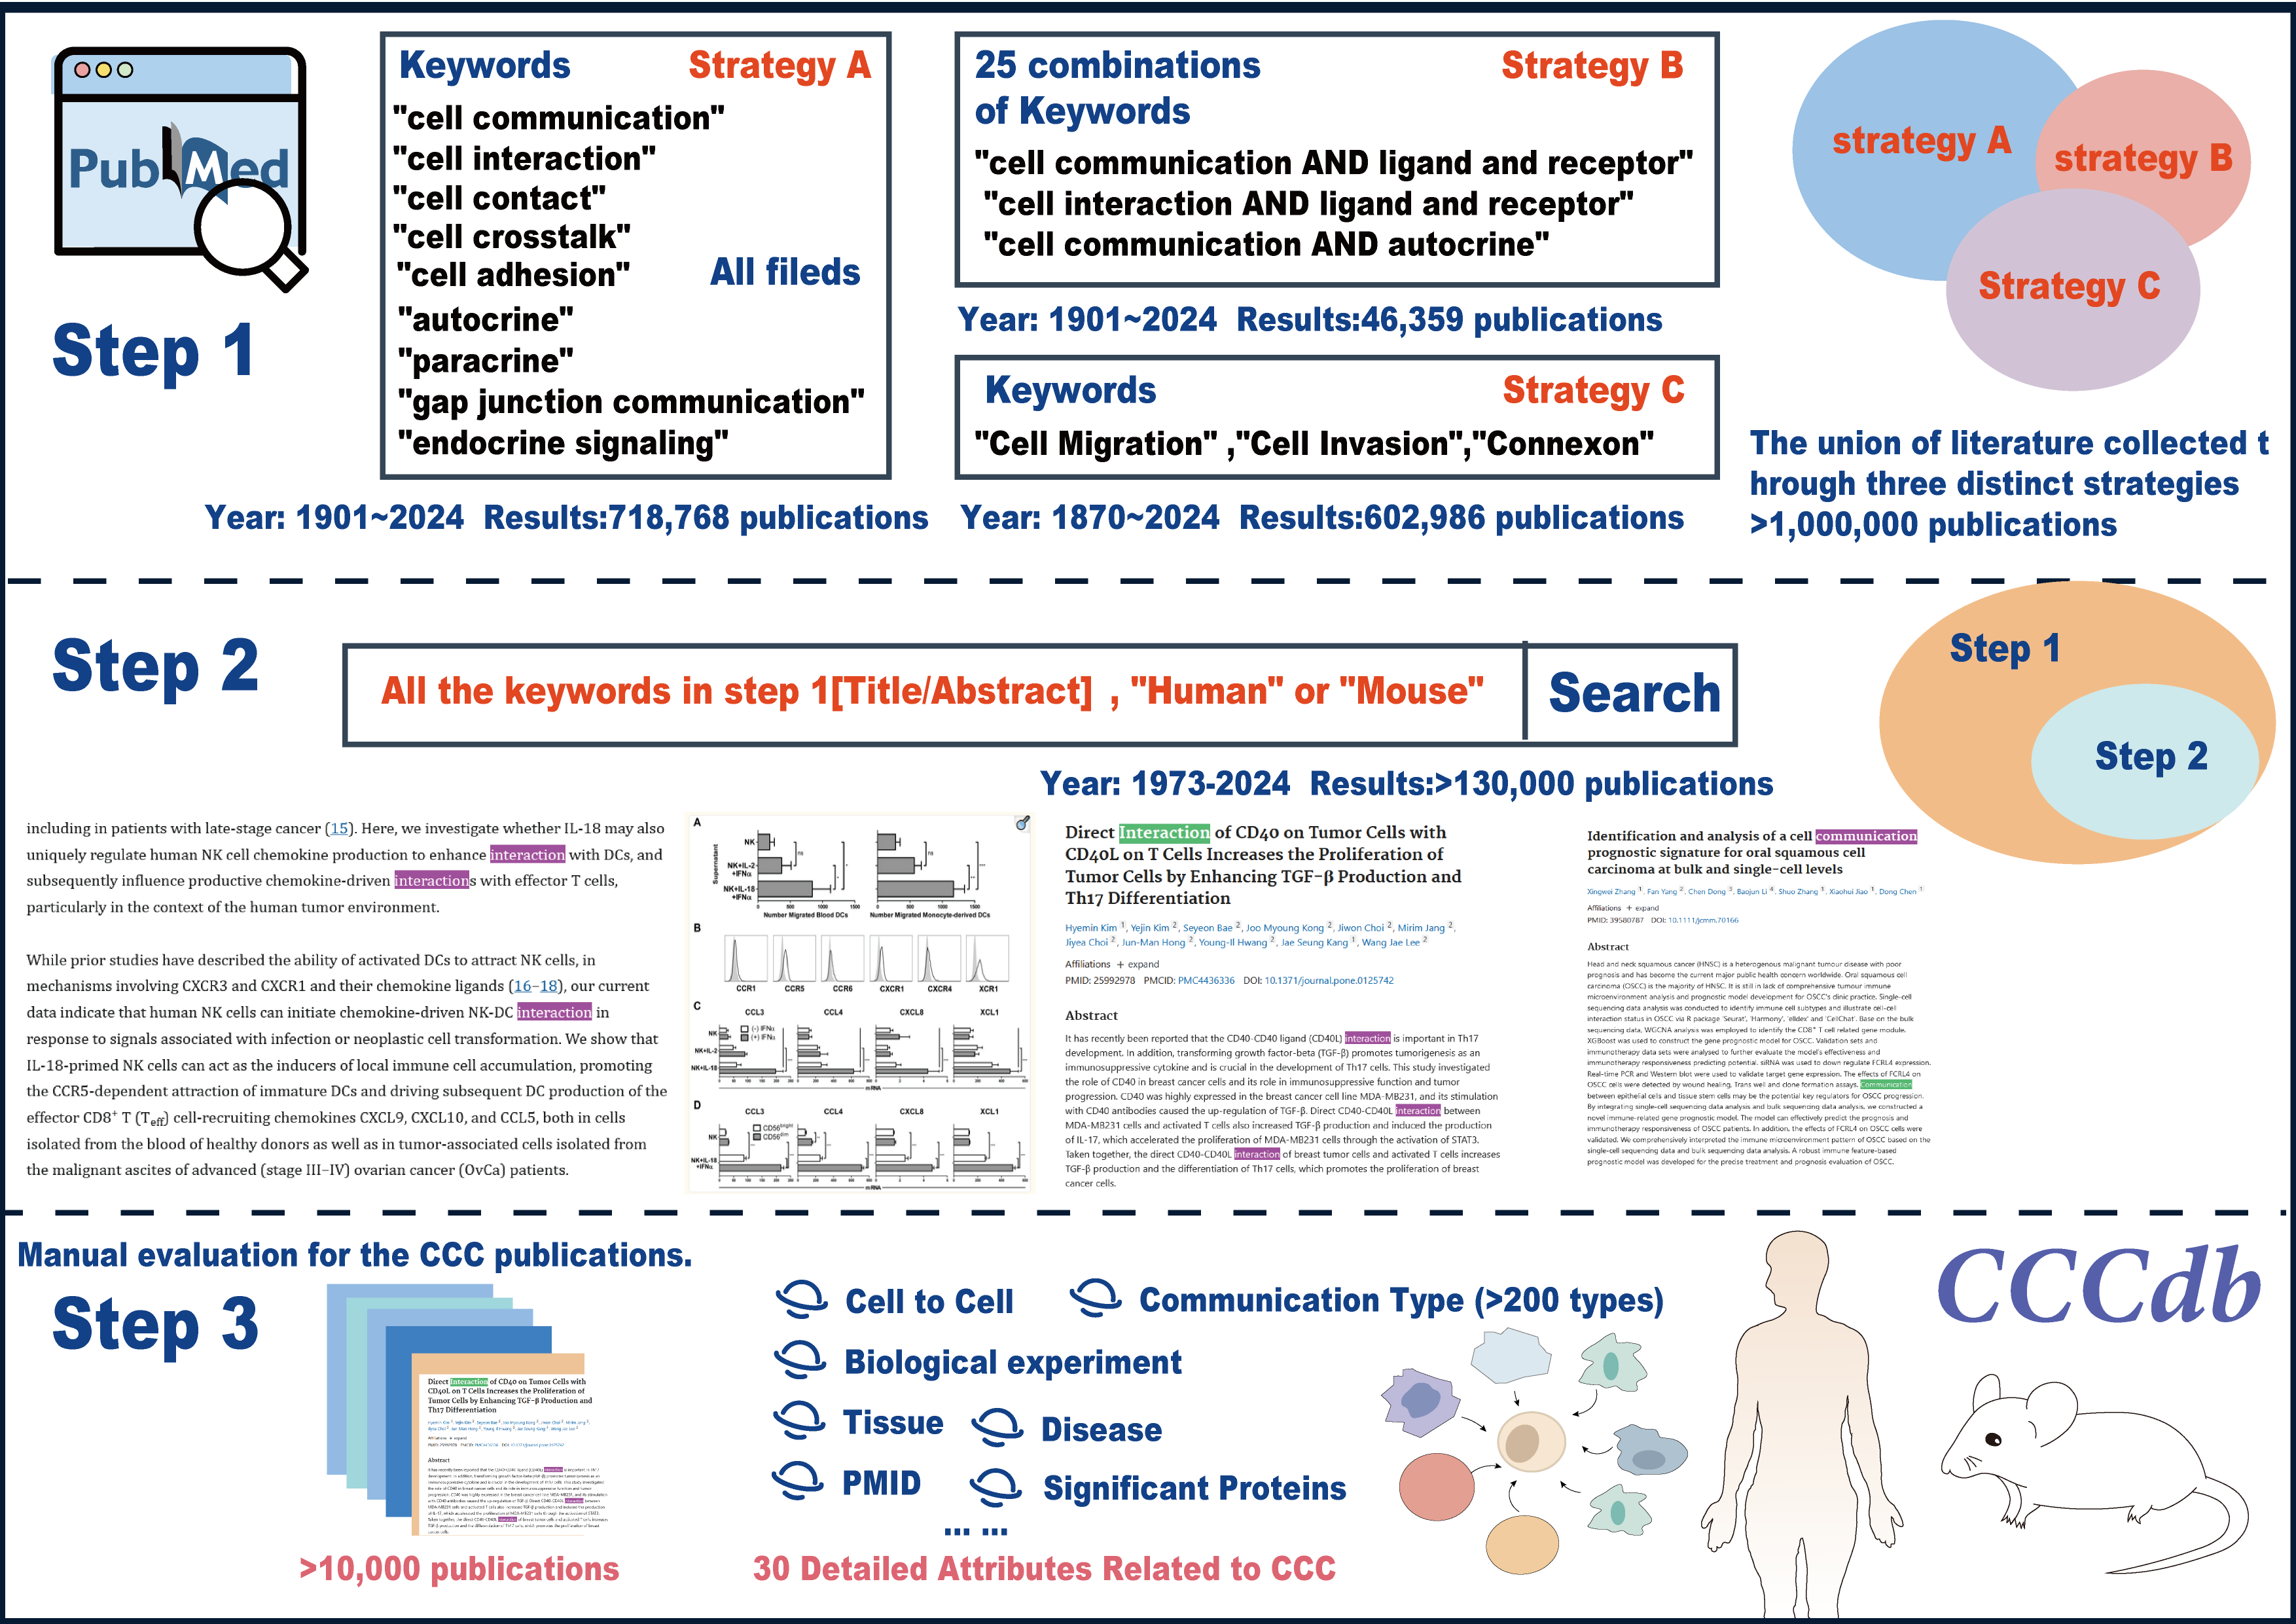 PubMed
Step 1
Keywords Strategy A
"cell communication"
"cell interaction"
"cell contact"
"cell crosstalk"
"cell adhesion"
All fileds
"autocrine"
"paracrine"
"gap junction communication"
"endocrine signaling"
Year: 1901~2024 Results:718,768 publications
25 combinations Strategy B
of Keywords
"cell communication AND ligand and receptor"
"cell interaction AND ligand and receptor"
"cell communication AND autocrine"
Year: 1901~2024 Results:46,359 publications
Keywords Strategy C
"Cell Migration" ,"Cell Invasion","Connexon"
Year: 1870~2024 Results:602,986 publications
strategy A
strategy B
Strategy C
The union of literature collected t
hrough three distinct strategies
>1,000,000 publications
Step 2
All the keywords in step 1[Title/Abstract] , "Human" or "Mouse"
Search
Year: 1973-2024 Results:>130,000 publications
Step 1
Step 2
including in patients with late-stage cancer (15). Here, we investigate whether IL-18 may also
uniquely regulate human NK cell chemokine production to enhance interaction with DCs, and
subsequently influence productive chemokine-driven interactions with effector T cells,
particularly in the context of the human tumor environment.
While prior studies have described the ability of activated DCs to attract NK cells, in
mechanisms involving CXCR3 and CXCR1 and their chemokine ligands (16–18), our current
data indicate that human NK cells can initiate chemokine-driven NK-DC interaction in
response to signals associated with infection or neoplastic cell transformation. We show that
IL-18-primed NK cells can act as the inducers of local immune cell accumulation, promoting
the CCR5-dependent attraction of immature DCs and driving subsequent DC production of the
effector CD8⁺ T (Teff) cell-recruiting chemokines CXCL9, CXCL10, and CCL5, both in cells
isolated from the blood of healthy donors as well as in tumor-associated cells isolated from
the malignant ascites of advanced (stage III–IV) ovarian cancer (OvCa) patients.
A
Supernatant
NK
NK+IL-2
+IFNα
NK+IL-18
+IFNα
ns
ns
0 500 1000 1500
0 500 1000 1500
Number Migrated Blood DCs Number Migrated Monocyte-derived DCs
B
CCR1 CCR5 CCR6 CXCR1 CXCR4 XCR1
C
CCL3 CCL4 CXCL8 XCL1
(-) IFNα
(+) IFNα
NK
NK+IL-2
NK+IL-18
mRNA
D
CCL3 CCL4 CXCL8 XCL1
CD56bright
CD56dim
NK
NK+IL-18
+IFNα
mRNA
Direct Interaction of CD40 on Tumor Cells with
CD40L on T Cells Increases the Proliferation of
Tumor Cells by Enhancing TGF-β Production and
Th17 Differentiation
Hyemin Kim 1, Yejin Kim 2, Seyeon Bae 2, Joo Myoung Kong 2, Jiwon Choi 2, Mirim Jang 2,
Jiyea Choi 2, Jun-Man Hong 2, Young-Il Hwang 2, Jae Seung Kang 1, Wang Jae Lee 2
Affiliations + expand
PMID: 25992978 PMCID: PMC4436336 DOI: 10.1371/journal.pone.0125742
Abstract
It has recently been reported that the CD40-CD40 ligand (CD40L) interaction is important in Th17
development. In addition, transforming growth factor-beta (TGF-β) promotes tumorigenesis as an
immunosuppressive cytokine and is crucial in the development of Th17 cells. This study investigated
the role of CD40 in breast cancer cells and its role in immunosuppressive function and tumor
progression. CD40 was highly expressed in the breast cancer cell line MDA-MB231, and its stimulation
with CD40 antibodies caused the up-regulation of TGF-β. Direct CD40-CD40L interaction between
MDA-MB231 cells and activated T cells also increased TGF-β production and induced the production
of IL-17, which accelerated the proliferation of MDA-MB231 cells through the activation of STAT3.
Taken together, the direct CD40-CD40L interaction of breast tumor cells and activated T cells increases
TGF-β production and the differentiation of Th17 cells, which promotes the proliferation of breast
cancer cells.
Identification and analysis of a cell communication
prognostic signature for oral squamous cell
carcinoma at bulk and single-cell levels
Xingwei Zhang 1, Fan Yang 2, Chen Dong 3, Baojun Li 4, Shuo Zhang 1, Xiaohui Jiao 1, Dong Chen 1
Affiliations + expand
PMID: 39580787 DOI: 10.1111/jcmm.70166
Abstract
Head and neck squamous cancer (HNSC) is a heterogenous malignant tumour disease with poor
prognosis and has become the current major public health concern worldwide. Oral squamous cell
carcinoma (OSCC) is the majority of HNSC. It is still in lack of comprehensive tumour immune
microenvironment analysis and prognostic model development for OSCC's clinic practice. Single-cell
sequencing data analysis was conducted to identify immune cell subtypes and illustrate cell-cell
interaction status in OSCC via R package 'Seurat', 'Harmony', 'elldex' and 'CellChat'. Base on the bulk
sequencing data, WGCNA analysis was employed to identify the CD8⁺ T cell related gene module.
XGBoost was used to construct the gene prognostic model for OSCC. Validation sets and
immunotherapy data sets were analysed to further evaluate the model's effectiveness and
immunotherapy responsiveness predicting potential. siRNA was used to down regulate FCRL4 expression.
Real-time PCR and Western blot were used to validate target gene expression. The effects of FCRL4 on
OSCC cells were detected by wound healing, Trans well and clone formation assays. Communication
between epithelial cells and tissue stem cells may be the potential key regulators for OSCC progression.
By integrating single-cell sequencing data and bulk sequencing data analysis, we constructed a
novel immune-related gene prognostic model. The model can effectively predict the prognosis and
immunotherapy responsiveness of OSCC patients. In addition, the effects of FCRL4 on OSCC cells were
validated. We comprehensively interpreted the immune microenvironment pattern of OSCC based on the
single-cell sequencing data and bulk sequencing data analysis. A robust immune feature-based
prognostic model was developed for the precise treatment and prognosis evaluation of OSCC.
Manual evaluation for the CCC publications.
Step 3
Direct Interaction of CD40 on Tumor Cells with
CD40L on T Cells Increases the Proliferation of
Tumor Cells by Enhancing TGF-β Production and
Th17 Differentiation
Affiliations + expand
Abstract
>10,000 publications
Cell to Cell
Communication Type (>200 types)
Biological experiment
Tissue
Disease
PMID
Significant Proteins
... ...
30 Detailed Attributes Related to CCC
CCCdb